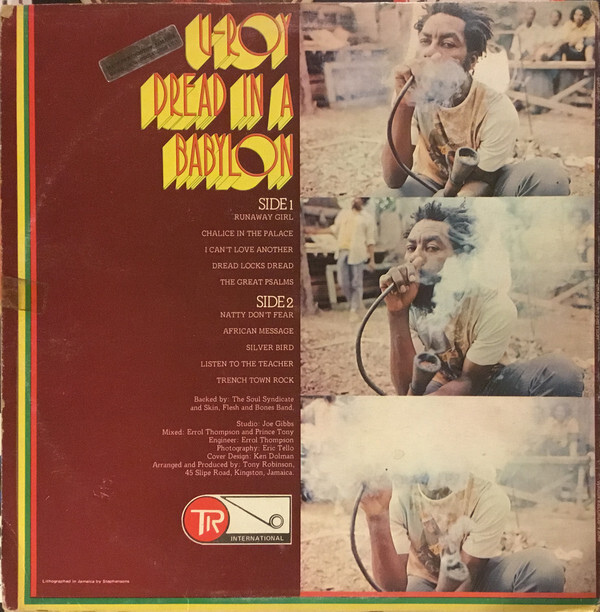 U-ROY
DREAD IN A
BABYLON
SIDE 1
RUNAWAY GIRL
CHALICE IN THE PALACE
I CAN'T LOVE ANOTHER
DREAD LOCKS DREAD
THE GREAT PSALMS
SIDE 2
NATTY DON'T FEAR
AFRICAN MESSAGE
SILVER BIRD
LISTEN TO THE TEACHER
TRENCH TOWN ROCK
Backed by: The Soul Syndicate
and Skin, Flesh and Bones Band.
Studio: Joe Gibbs
Mixed: Errol Thompson and Prince Tony
Engineer: Errol Thompson
Photography: Eric Tello
Cover Design: Ken Dolman
Arranged and Produced by: Tony Robinson,
45 Slipe Road, Kingston, Jamaica.
TR
INTERNATIONAL
Lithographed in Jamaica by Stephensons